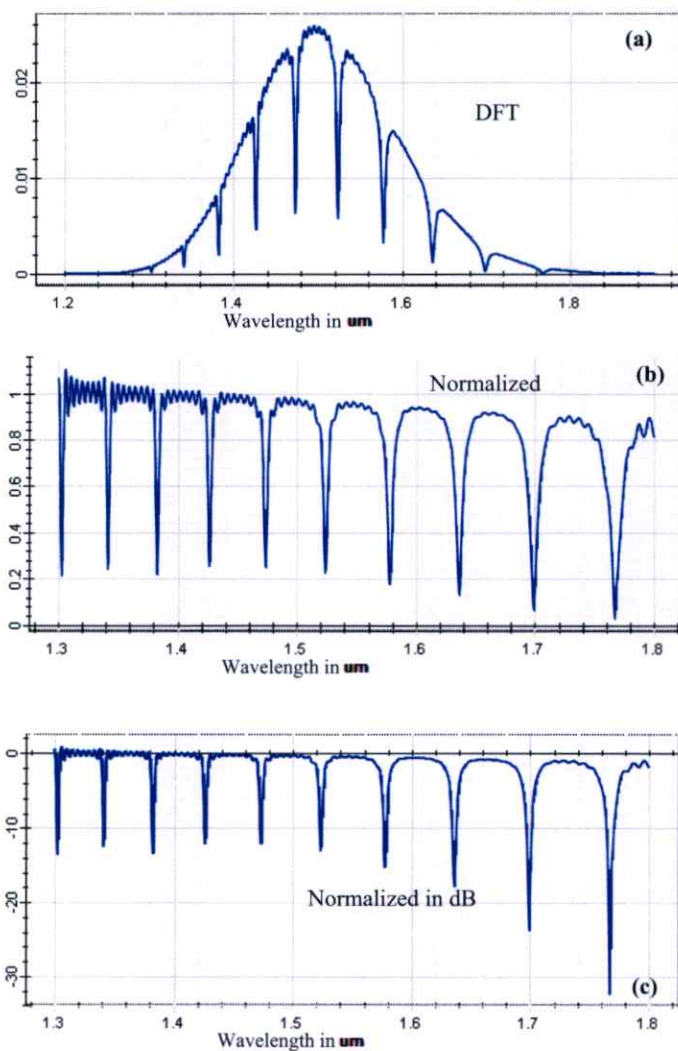 (a)
0.02
DFT
0.01
0
1.2 1.4 1.6 1.8
Wavelength in um
(b)
Normalized
1
0.8
0.6
0.4
0.2
0
1.3 1.4 1.5 1.6 1.7 1.8
Wavelength in um
0
-10
-20
Normalized in dB
-30
(c)
1.3 1.4 1.5 1.6 1.7 1.8
Wavelength in um